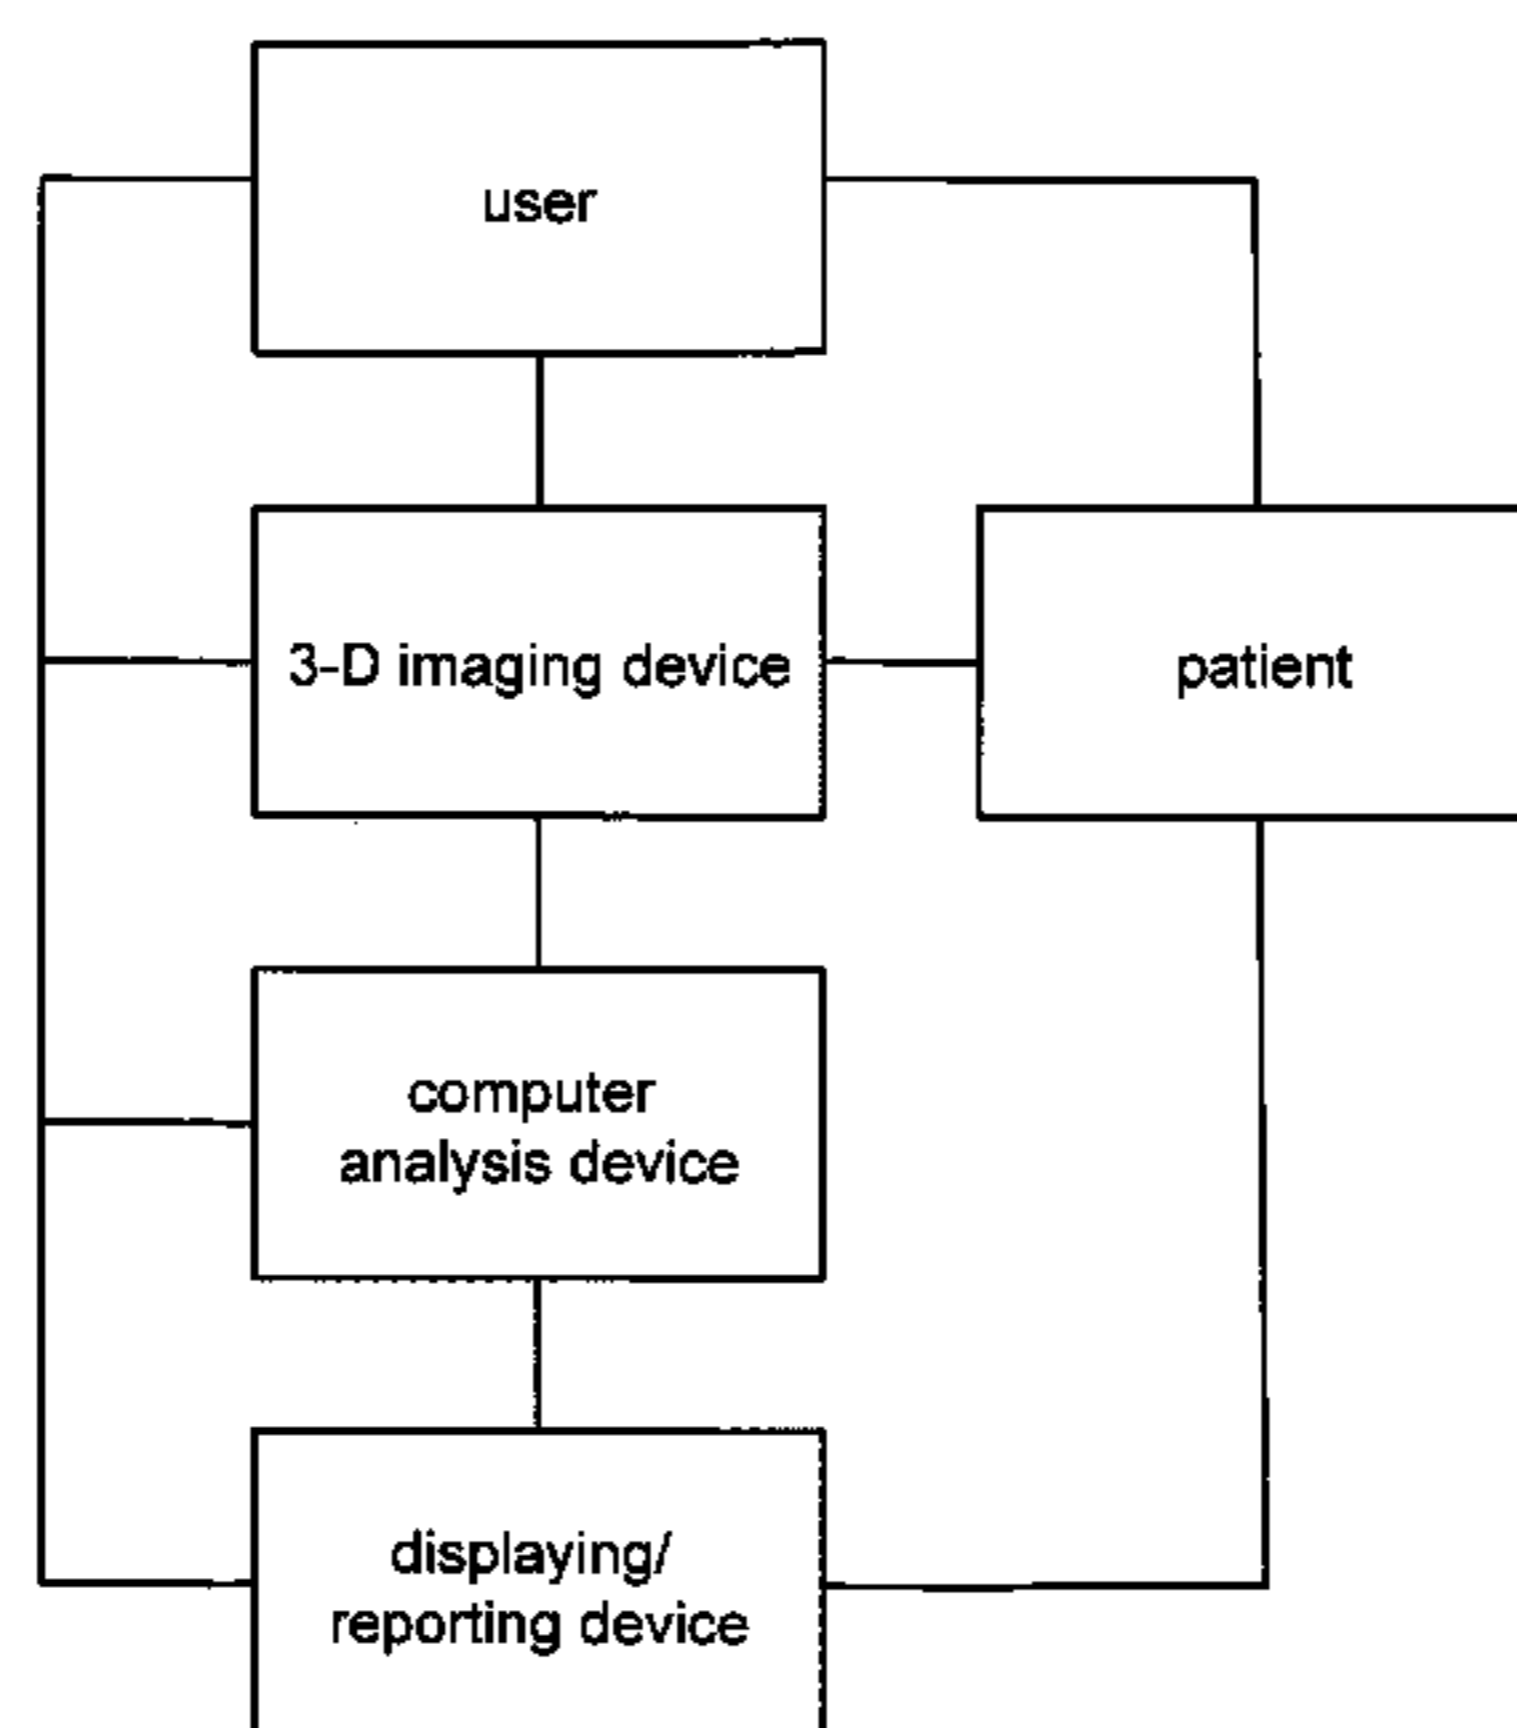 user
3-D imaging device
patient
computer
analysis device
displaying/
reporting device